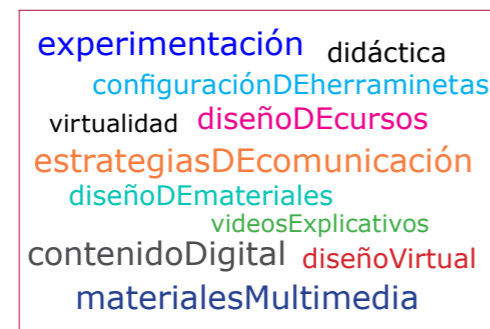 experimentación didáctica
configuraciónDEherraminetas
virtualidad diseñoDEcursos
estrategiasDEcomunicación
diseñoDEmateriales
videosExplicativos
contenidoDigital diseñoVirtual
materialesMultimedia